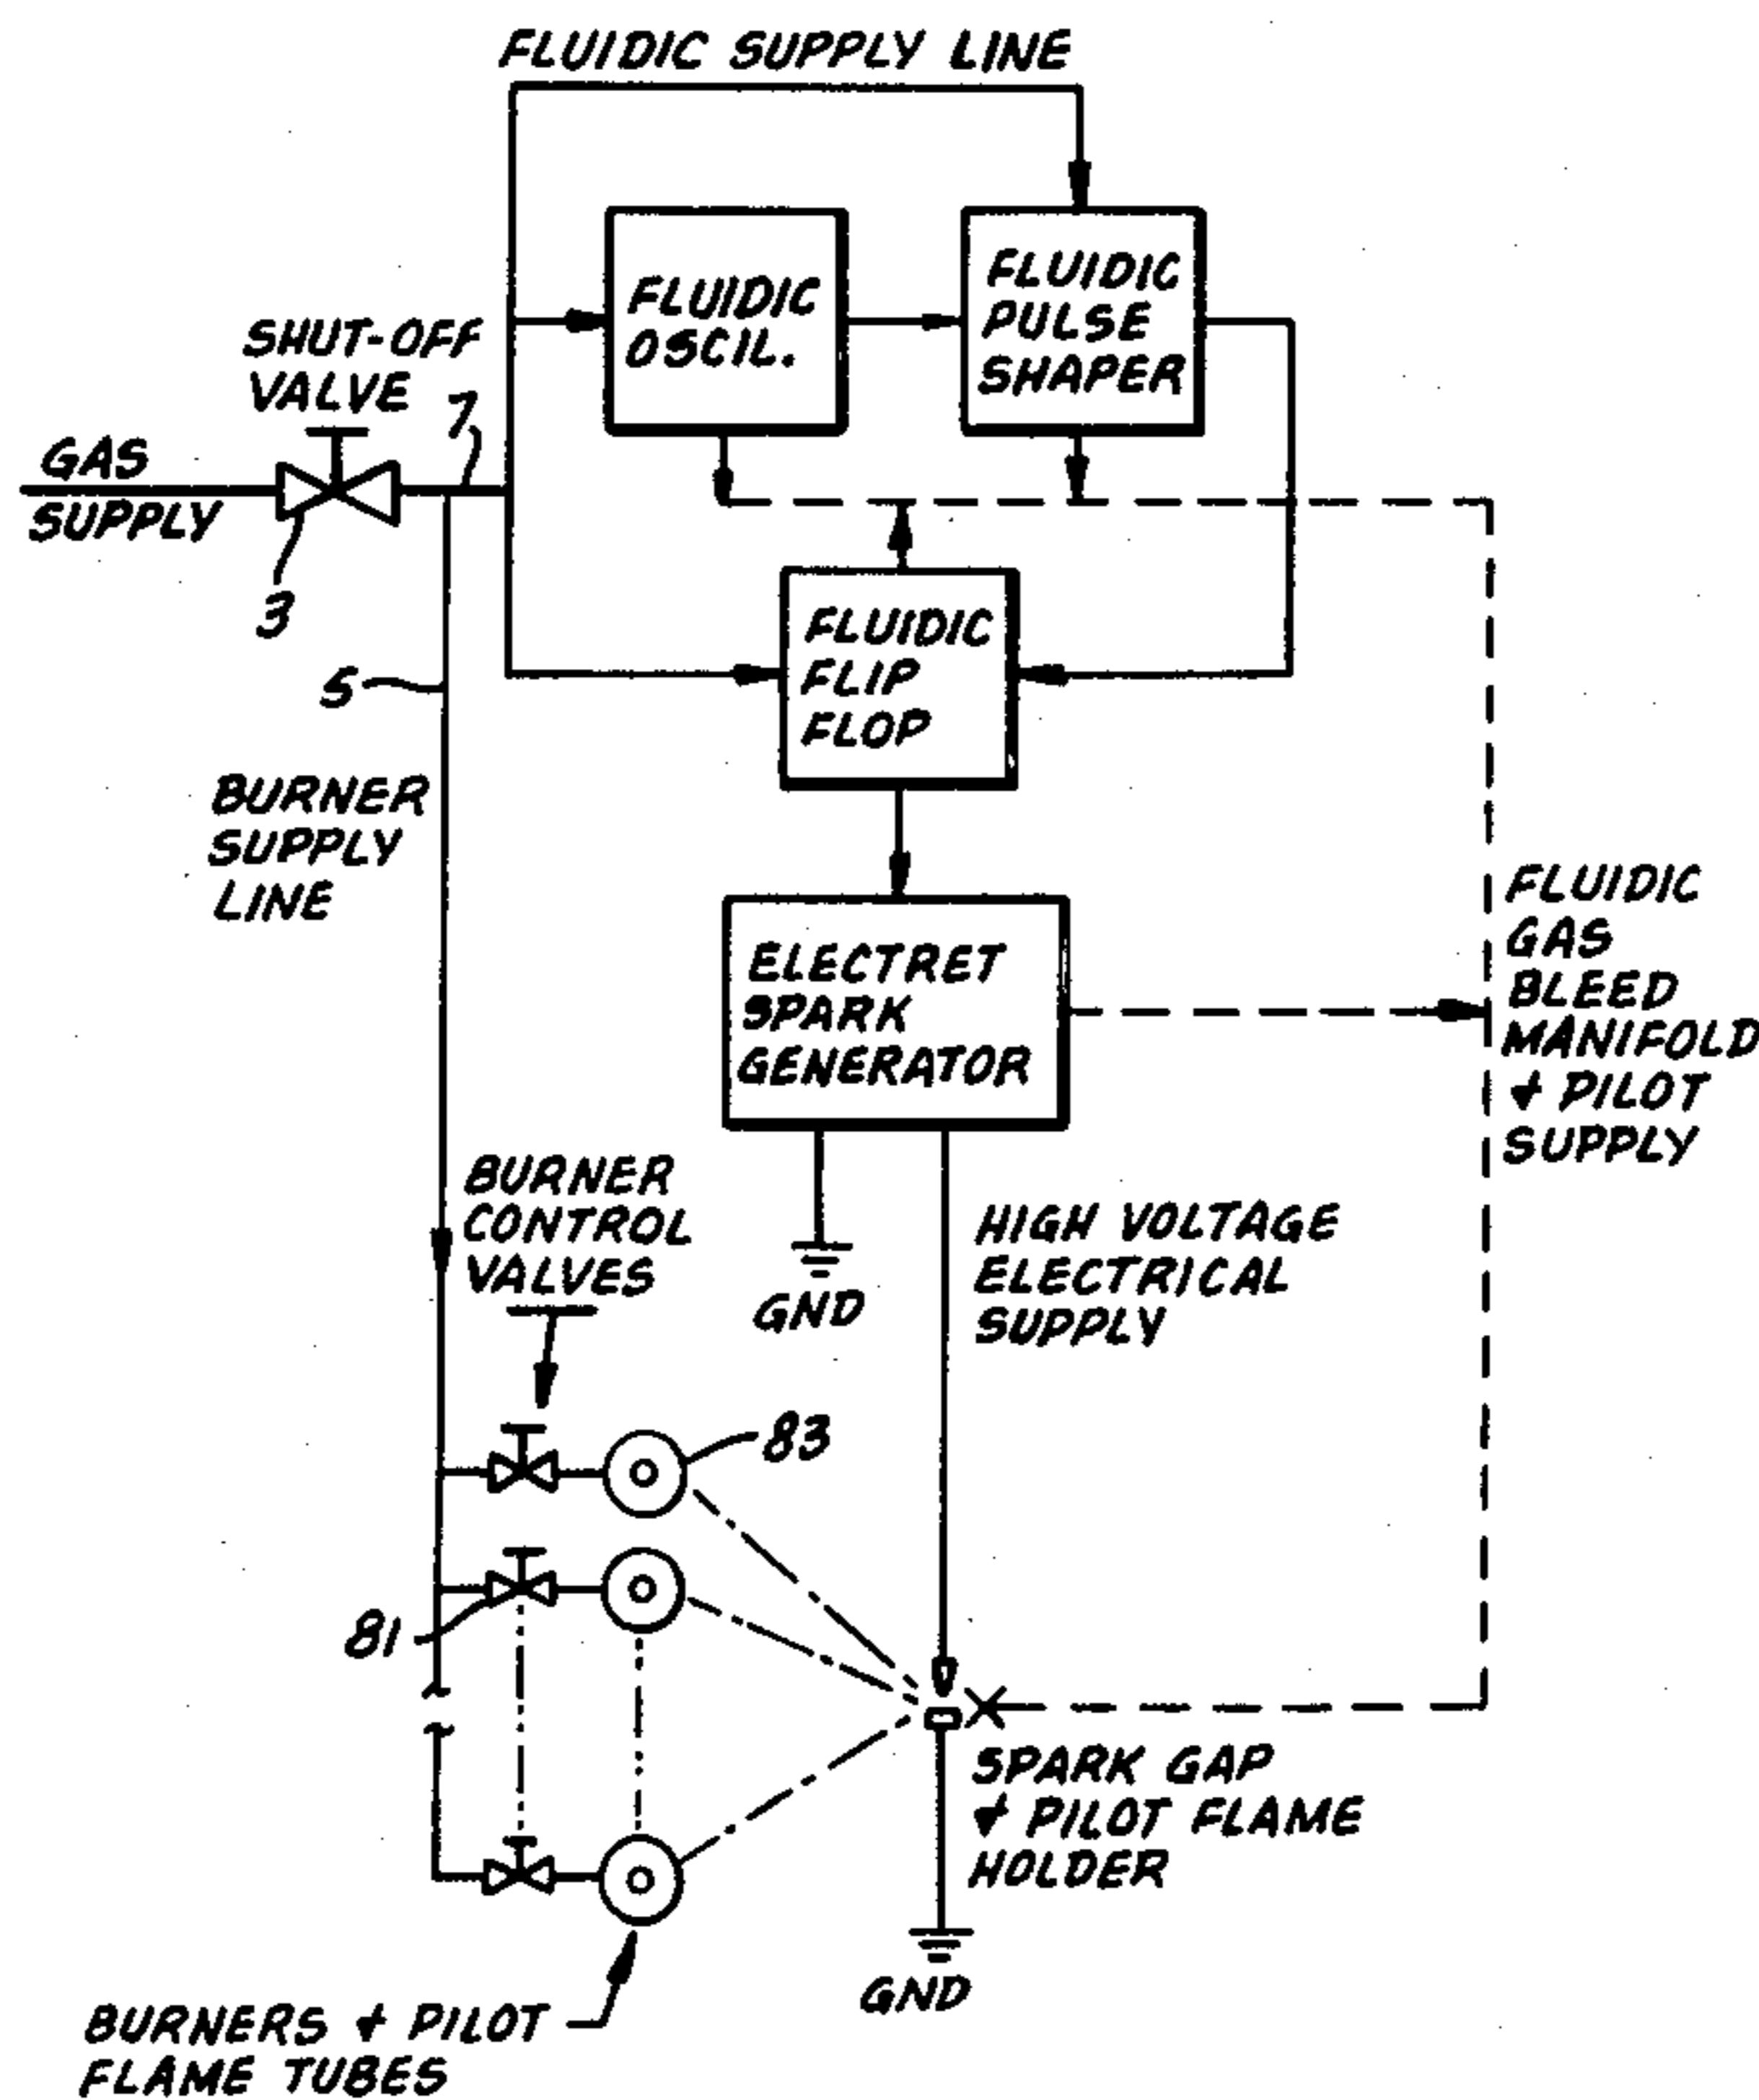 FLUIDIC SUPPLY LINE
FLUIDIC
OSCIL.
FLUIDIC
PULSE
SHAPER
SHUT-OFF
VALVE
7
GAS
SUPPLY
3
FLUIDIC
FLIP
FLOP
5
BURNER
SUPPLY
LINE
ELECTRET
SPARK
GENERATOR
FLUIDIC
GAS
BLEED
MANIFOLD
+ PILOT
SUPPLY
BURNER
CONTROL
VALVES
GND
HIGH VOLTAGE
ELECTRICAL
SUPPLY
83
81
SPARK GAP
+ PILOT FLAME
HOLDER
GND
BURNERS + PILOT
FLAME TUBES